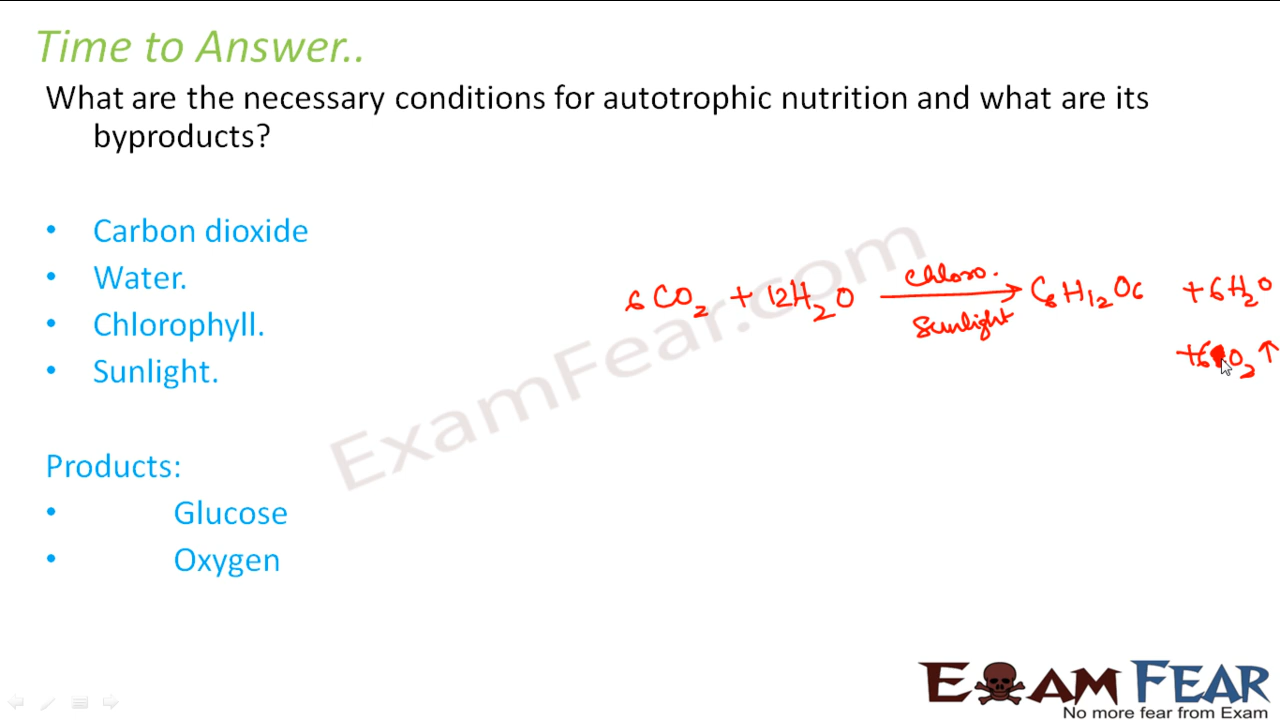 Time to Answer..
What are the necessary conditions for autotrophic nutrition and what are its
byproducts?
• Carbon dioxide
• Water.
• Chlorophyll.
• Sunlight.
6CO2 + 12H2O
Chloro.
Sunlight
C6H12O6 + 6H2O
+6O2↑
Products:
• Glucose
• Oxygen
ExamFear.com
EXAM FEAR
No more fear from Exam